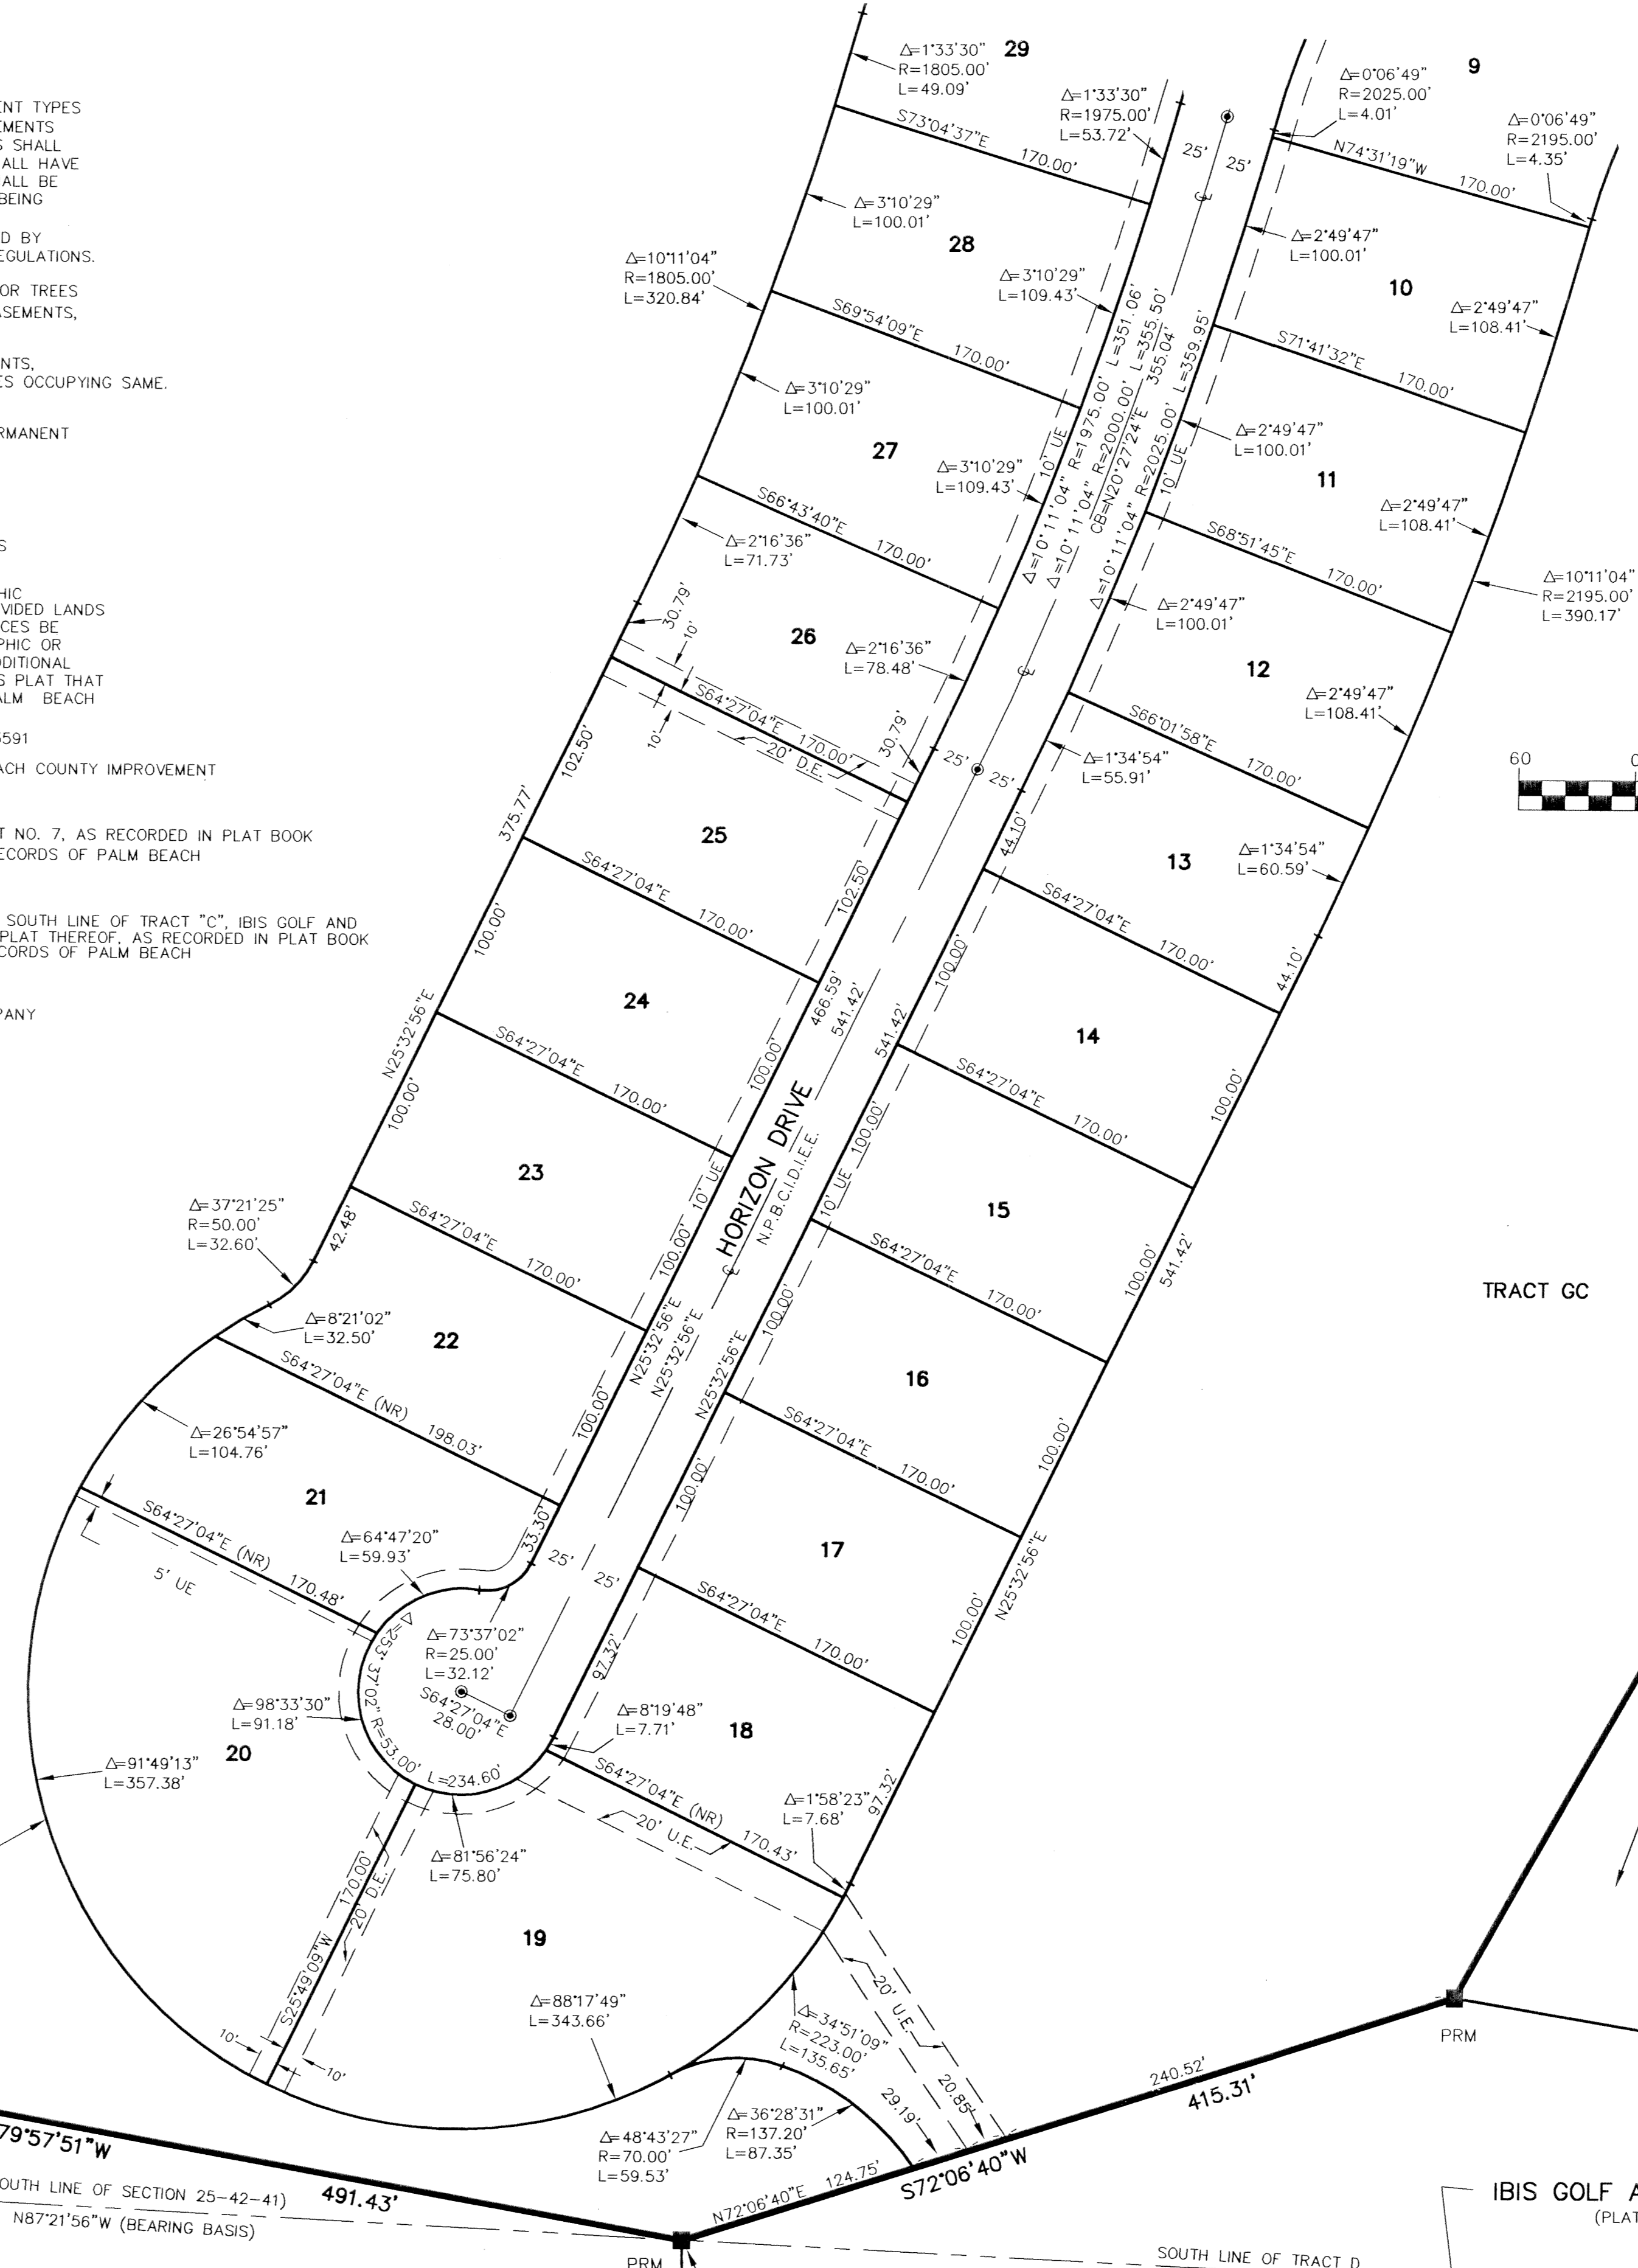 ENT TYPES
EMENTS
S SHALL
ALL HAVE
ALL BE
BEING
D BY
EGULATIONS.
OR TREES
ASEMENTS,
NTS,
ES OCCUPYING SAME.
RMANENT
S
HIC
VIDED LANDS
CES BE
PHIC OR
DDITIONAL
S PLAT THAT
ALM BEACH
5591
ACH COUNTY IMPROVEMENT
T NO. 7, AS RECORDED IN PLAT BOOK
ECORDS OF PALM BEACH
SOUTH LINE OF TRACT "C", IBIS GOLF AND
PLAT THEREOF, AS RECORDED IN PLAT BOOK
CORDS OF PALM BEACH
PANY
Δ=1°33'30"
R=1805.00'
L=49.09'
29
Δ=1°33'30"
R=1975.00'
L=53.72'
S73°04'37"E 170.00'
25' 25'
Δ=0°06'49"
R=2025.00'
L=4.01'
9
Δ=0°06'49"
R=2195.00'
L=4.35'
N74°31'19"W 170.00'
Δ=3°10'29"
L=100.01'
28
Δ=3°10'29"
L=109.43'
Δ=10°11'04"
R=1805.00'
L=320.84'
S69°54'09"E 170.00'
Δ=2°49'47"
L=100.01'
10
Δ=2°49'47"
L=108.41'
S71°41'32"E 170.00'
Δ=3°10'29"
L=100.01'
27
Δ=3°10'29"
L=109.43'
10' UE
Δ=10°11'04" R=1975.00' L=351.06'
Δ=10°11'04" R=2000.00' L=355.50'
CB=N20°27'24"E 355.04'
Δ=10°11'04" R=2025.00' L=359.95'
10' UE
Δ=2°49'47"
L=100.01'
11
Δ=2°49'47"
L=108.41'
S66°43'40"E 170.00'
S68°51'45"E 170.00'
Δ=10°11'04"
R=2195.00'
L=390.17'
Δ=2°16'36"
L=71.73'
30.79'
10'
26
Δ=2°16'36"
L=78.48'
Δ=2°49'47"
L=100.01'
12
Δ=2°49'47"
L=108.41'
S64°27'04"E 170.00'
10'
20' D.E.
30.79'
25' 25'
S66°01'58"E 170.00'
Δ=1°34'54"
L=55.91'
60 0
102.50'
375.77'
25
102.50'
44.10'
13
Δ=1°34'54"
L=60.59'
S64°27'04"E 170.00'
S64°27'04"E 170.00'
44.10'
100.00'
24
466.59'
541.42'
100.00'
541.42'
14
100.00'
N25°32'56"E
S64°27'04"E 170.00'
100.00'
S64°27'04"E 170.00'
100.00'
23
HORIZON DRIVE
N.P.B.C.I.D.I.E.E.
10' UE
100.00'
10' UE
100.00'
15
100.00'
541.42'
Δ=37°21'25"
R=50.00'
L=32.60'
42.48'
S64°27'04"E 170.00'
S64°27'04"E 170.00'
TRACT GC
Δ=8°21'02"
L=32.50'
22
N25°32'56"E
N25°32'56"E
100.00'
N25°32'56"E
100.00'
16
100.00'
S64°27'04"E (NR) 198.03'
S64°27'04"E 170.00'
Δ=26°54'57"
L=104.76'
21
Δ=64°47'20"
L=59.93'
33.30'
25' 25'
100.00'
17
N25°32'56"E
100.00'
S64°27'04"E (NR) 170.48'
5' UE
S64°27'04"E 170.00'
Δ=253°37'02" R=53.00' L=234.60'
Δ=73°37'02"
R=25.00'
L=32.12'
S64°27'04"E
28.00'
97.32'
Δ=98°33'30"
L=91.18'
20
Δ=91°49'13"
L=357.38'
Δ=8°19'48"
L=7.71'
18
97.32'
S64°27'04"E (NR) 170.43'
20' U.E.
Δ=1°58'23"
L=7.68'
Δ=81°56'24"
L=75.80'
170.00'
20' D.E.
S25°49'09"W
10' 10'
19
Δ=88°17'49"
L=343.66'
20' U.E.
Δ=34°51'09"
R=223.00'
L=135.65'
Δ=36°28'31"
R=137.20'
L=87.35'
Δ=48°43'27"
R=70.00'
L=59.53'
29.19'
20.85'
240.52'
415.31'
PRM
79°57'51"W
491.43'
N72°06'40"E 124.75'
S72°06'40"W
OUTH LINE OF SECTION 25-42-41)
N87°21'56"W (BEARING BASIS)
PRM
SOUTH LINE OF TRACT D
IBIS GOLF A
(PLAT